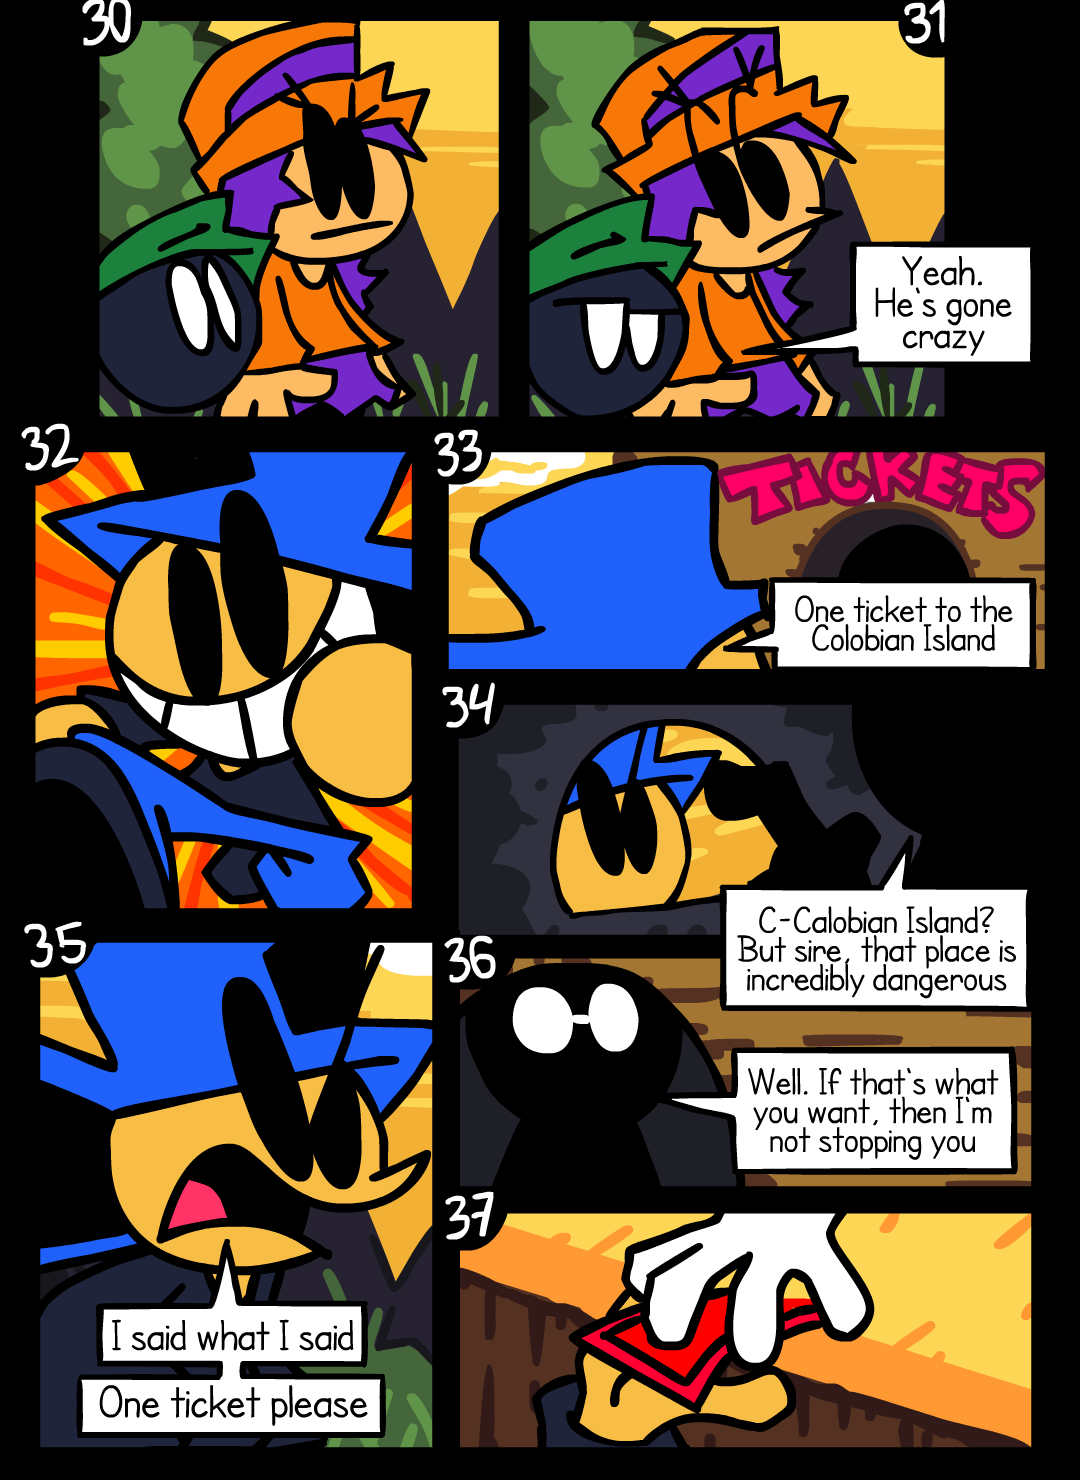 30
31
Yeah.
He's gone
crazy
32
33
TICKETS
One ticket to the
Colobian Island
34
C-Calobian Island?
But sire, that place is
incredibly dangerous
35
I said what I said
One ticket please
36
Well. If that's what
you want, then I'm
not stopping you
37